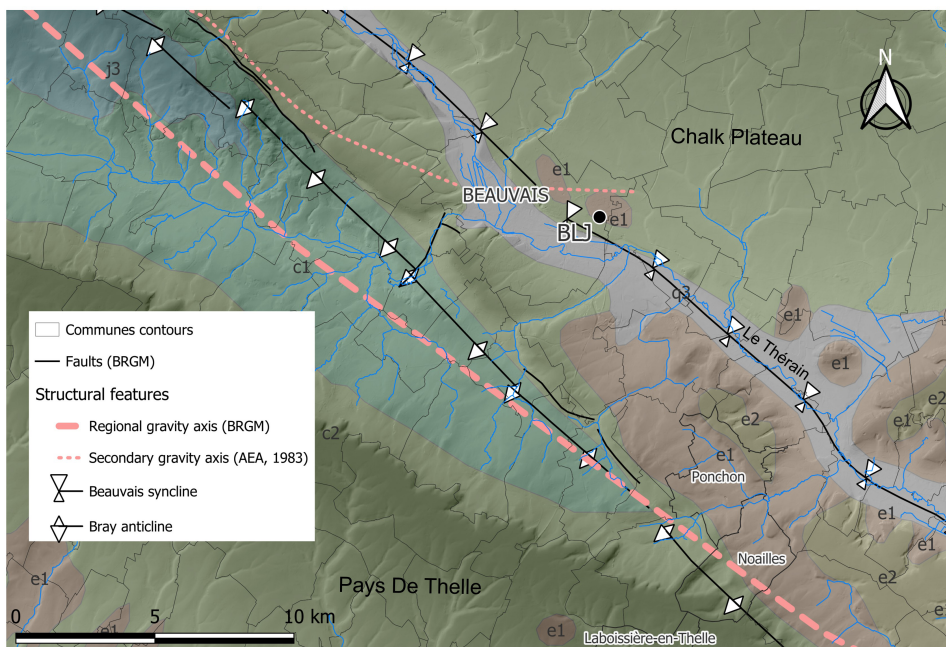 N
j3
Chalk Plateau
e1
BEAUVAIS
e1
BLJ
c1
q3
e1
Le Thérain
e1
e2
e2
e1
c2
e1
Ponchon
e1
Noailles
e1
e2
e1
Pays De Thelle
e1
e1
Laboissière-en-Thelle
Communes contours
Faults (BRGM)
Structural features
Regional gravity axis (BRGM)
Secondary gravity axis (AEA, 1983)
Beauvais syncline
Bray anticline
0 5 10 km